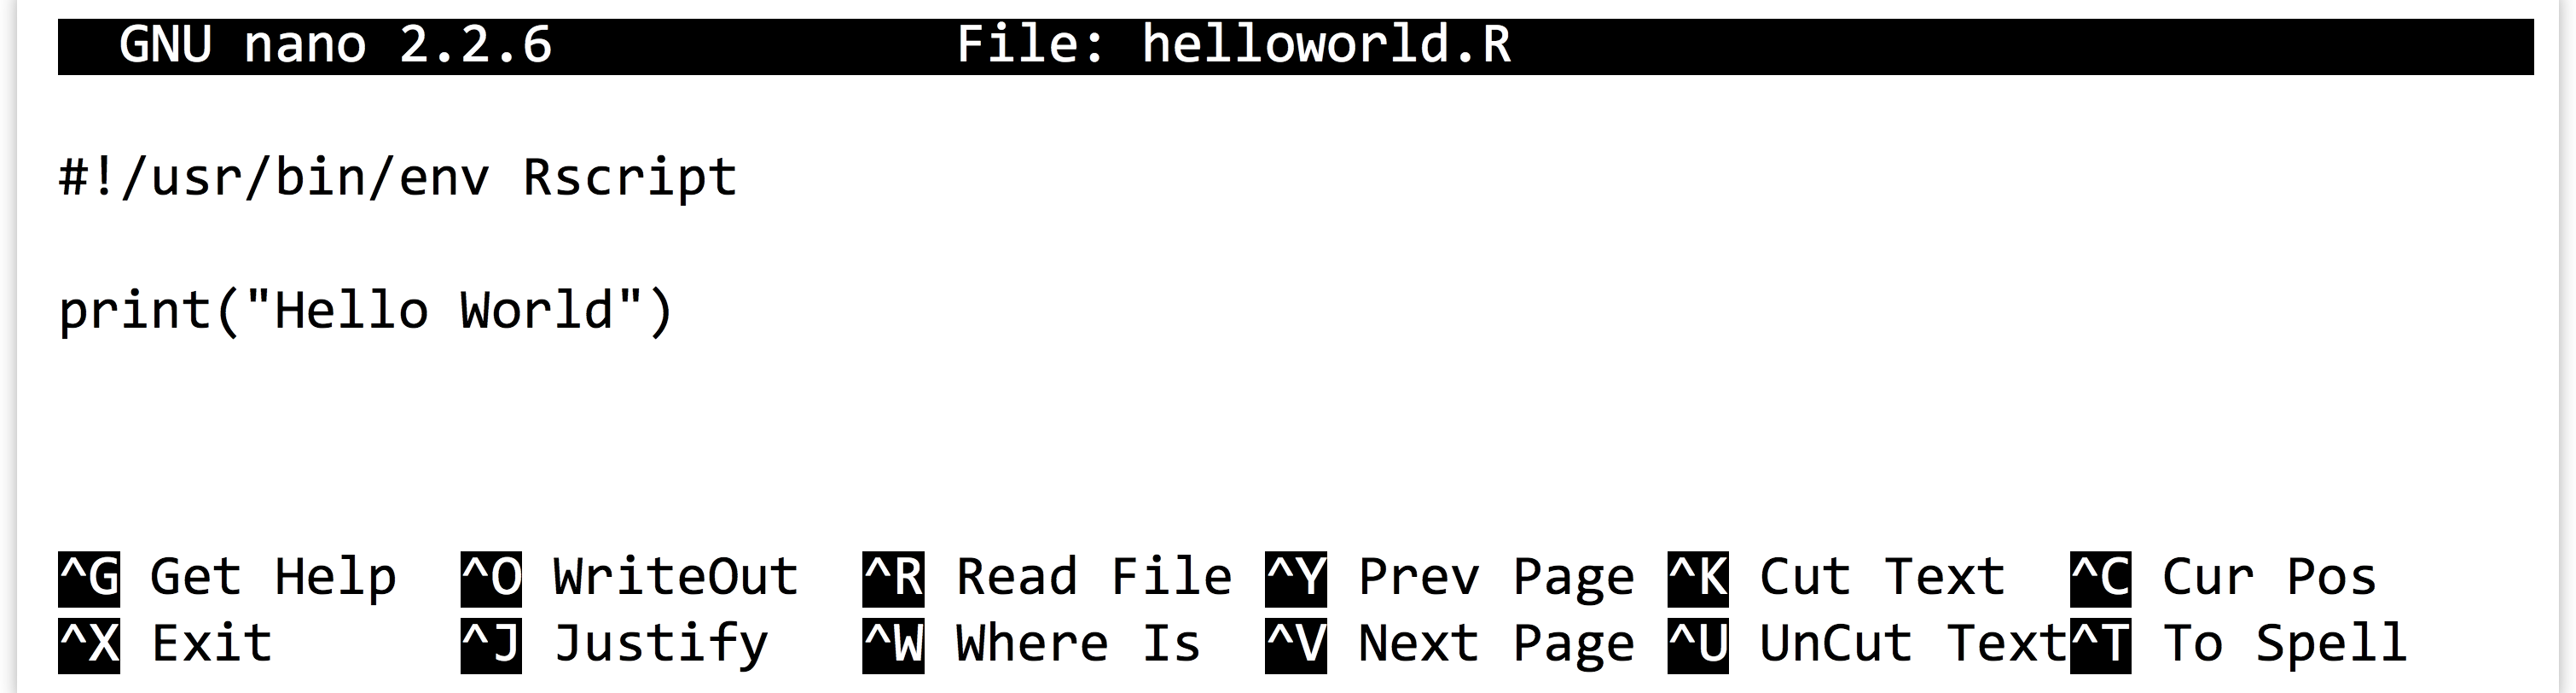 GNU nano 2.2.6 File: helloworld.R
#!/usr/bin/env Rscript
print("Hello World")
^G Get Help ^O WriteOut ^R Read File ^Y Prev Page ^K Cut Text ^C Cur Pos
^X Exit ^J Justify ^W Where Is ^V Next Page ^U UnCut Text ^T To Spell